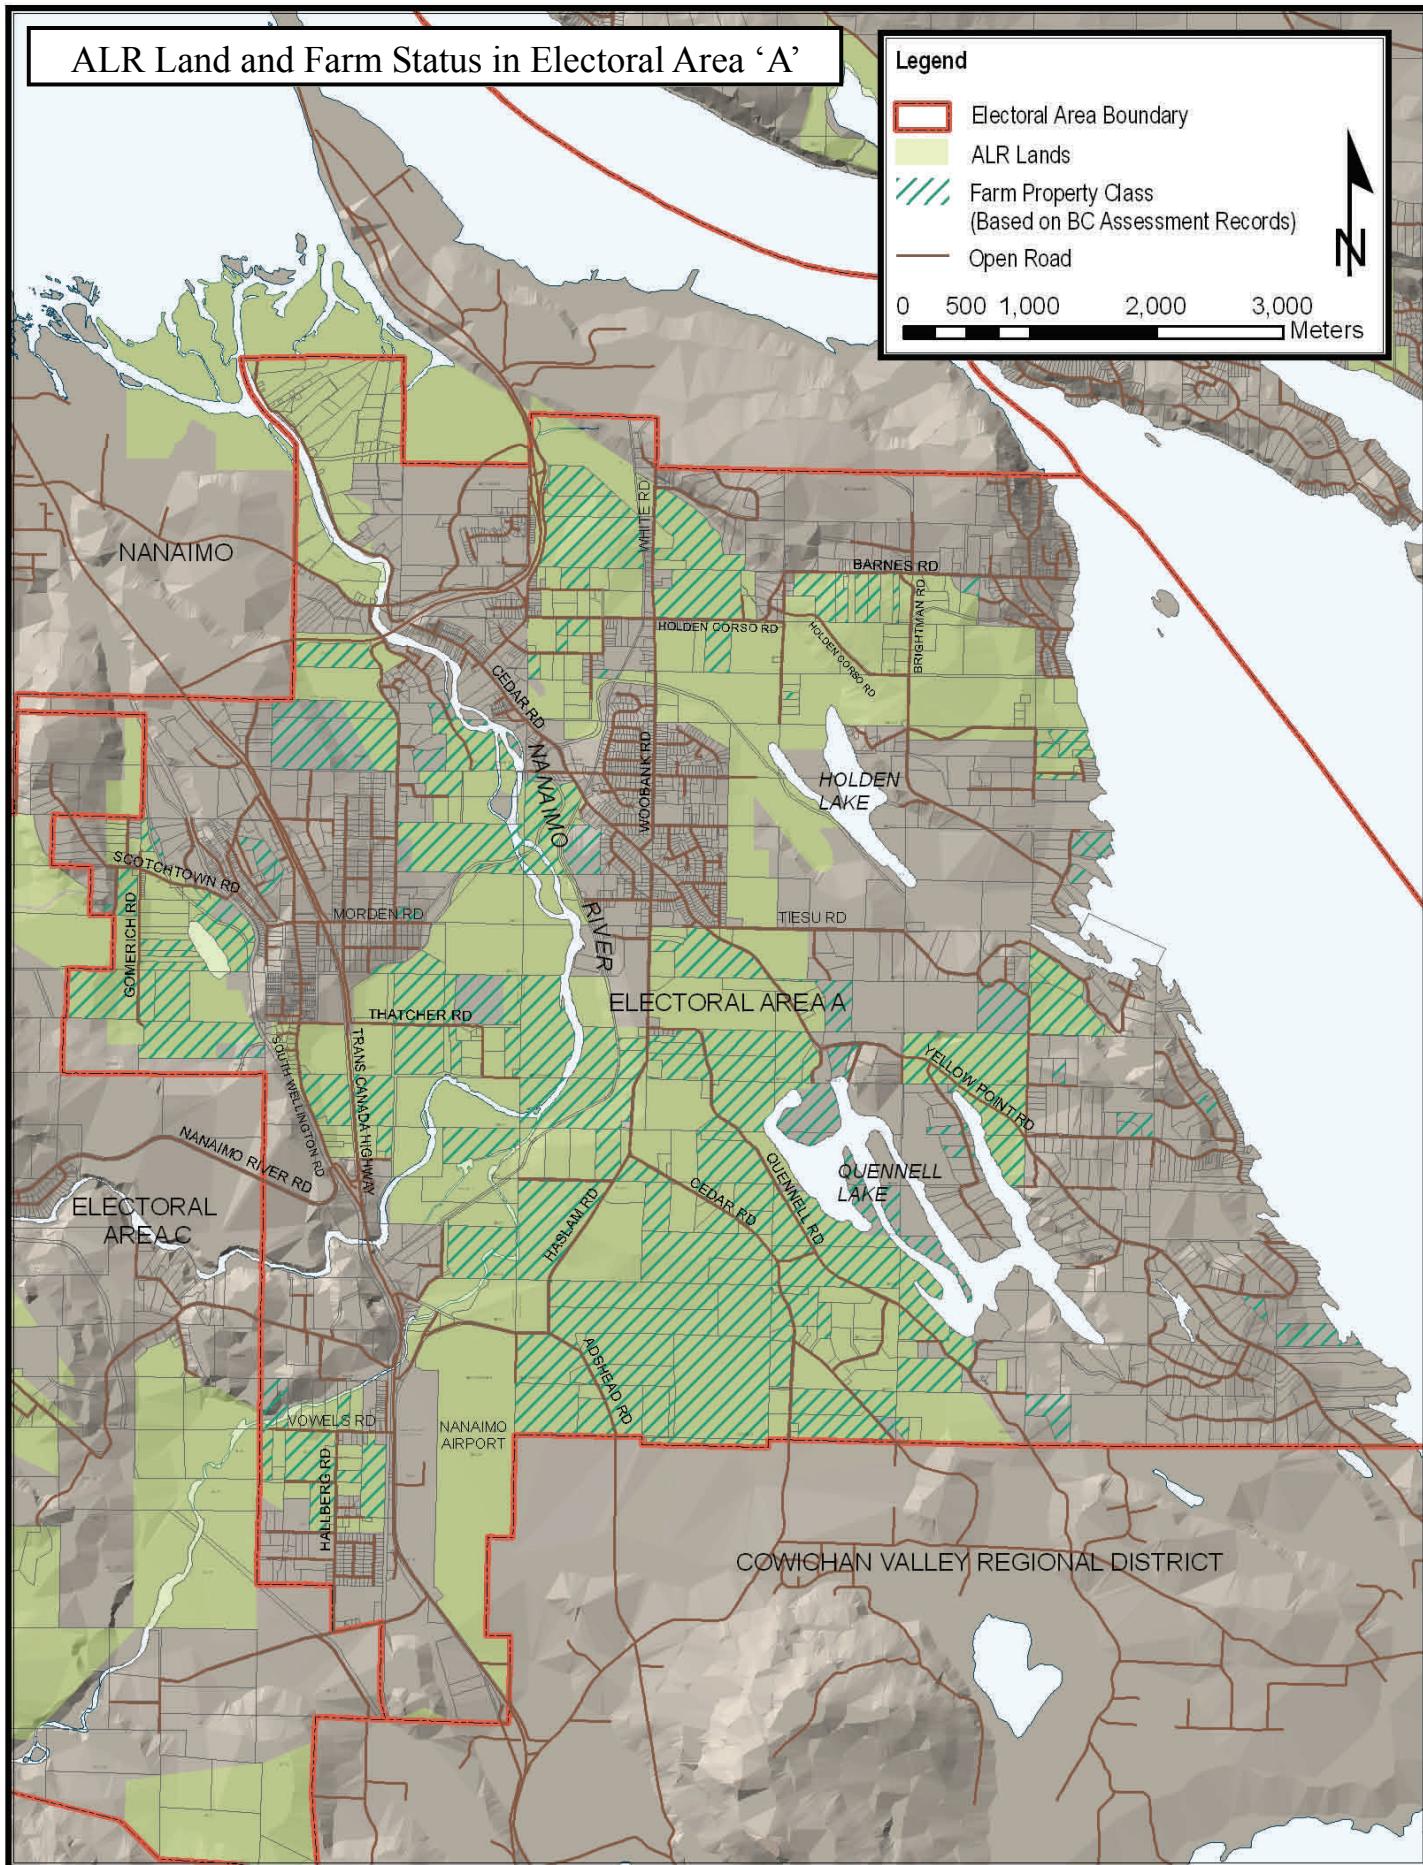 ALR Land and Farm Status in Electoral Area ‘A’
Legend
Electoral Area Boundary
ALR Lands
Farm Property Class
(Based on BC Assessment Records)
Open Road
N
0 500 1,000 2,000 3,000
Meters
NANAIMO
WHITE RD
BARNES RD
BRIGHTMAN RD
HOLDEN CORSO RD
HOLDEN CORSO RD
CEDAR RD
NANAIMO
RIVER
WOOBANK RD
HOLDEN
LAKE
SCOTCHTOWN RD
GOMERICH RD
MORDEN RD
TIESU RD
ELECTORAL AREA A
THATCHER RD
TRANS CANADA HIGHWAY
SOUTH WELLINGTON RD
YELLOW POINT RD
NANAIMO RIVER RD
QUENNELL
LAKE
QUENNELL RD
CEDAR RD
HASLAM RD
ELECTORAL
AREA C
ADSHEAD RD
VOWELS RD
HALLBERG RD
NANAIMO
AIRPORT
COWICHAN VALLEY REGIONAL DISTRICT